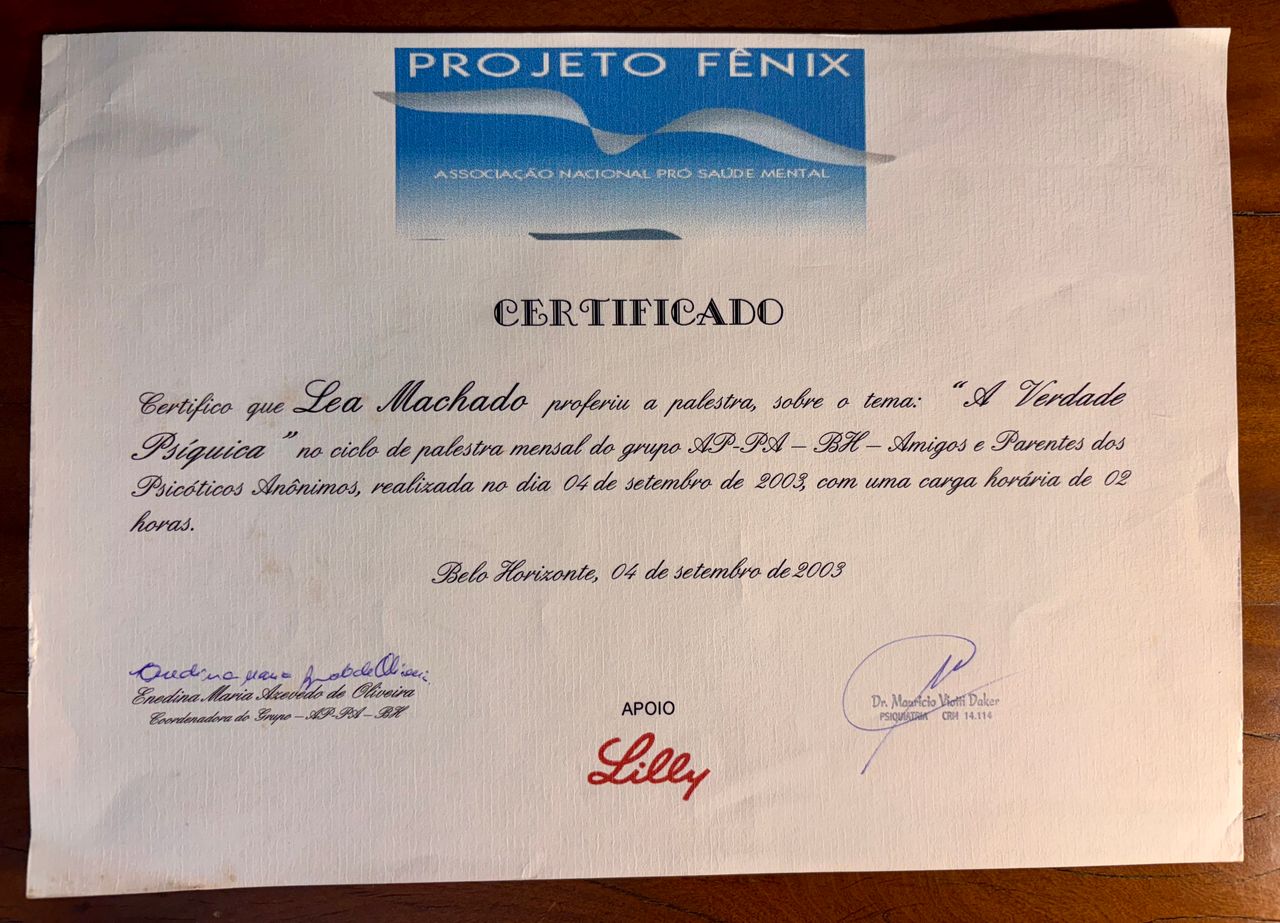 PROJETO FÊNIX
ASSOCIAÇÃO NACIONAL PRÓ SAÚDE MENTAL
CERTIFICADO
Certifico que Lea Machado proferiu a palestra, sobre o tema: “A Verdade
Psíquica” no ciclo de palestra mensal do grupo AP-PA – BH – Amigos e Parentes dos
Psicóticos Anônimos, realizada no dia 04 de setembro de 2003, com uma carga horária de 02
horas.
Belo Horizonte, 04 de setembro de 2003
Enedina Maria Azevedo de Oliveira
Coordenadora do Grupo – AP-PA – BH
APOIO
Lilly
Dr. Maurício Viotti Daker
PSIQUIATRIA CRM 14.114